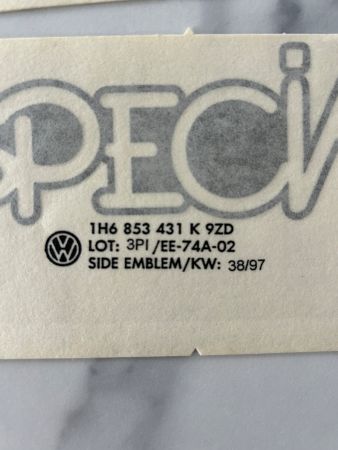 SPECI
1H6 853 431 K 9ZD
LOT: 3PI /EE-74A-02
SIDE EMBLEM/KW: 38/97